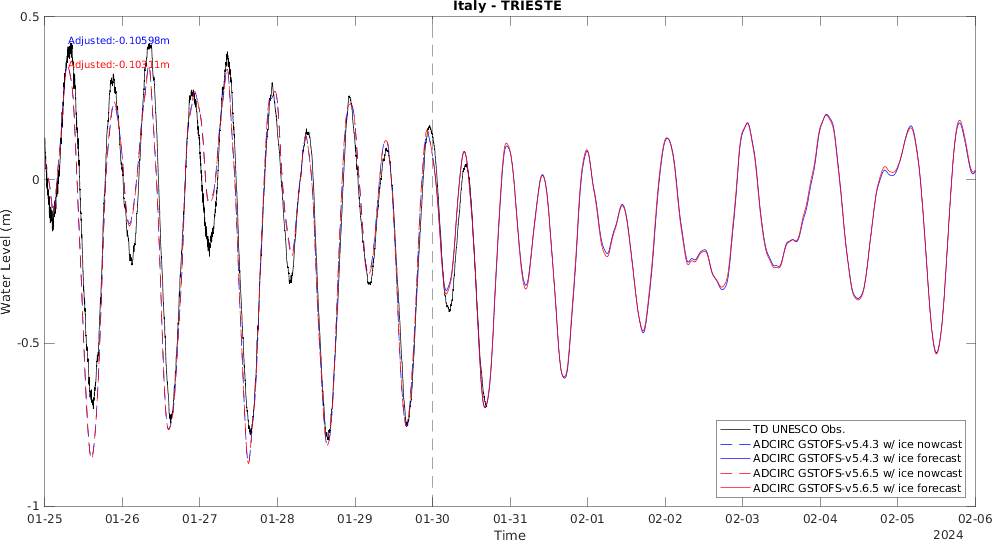 Italy - TRIESTE
0.5
Adjusted:-0.10598m
Adjusted:-0.10311m
0
Water Level (m)
-0.5
-1
TD UNESCO Obs.
ADCIRC GSTOFS-v5.4.3 w/ ice nowcast
ADCIRC GSTOFS-v5.4.3 w/ ice forecast
ADCIRC GSTOFS-v5.6.5 w/ ice nowcast
ADCIRC GSTOFS-v5.6.5 w/ ice forecast
01-25 01-26 01-27 01-28 01-29 01-30 01-31 02-01 02-02 02-03 02-04 02-05 02-06
Time
2024